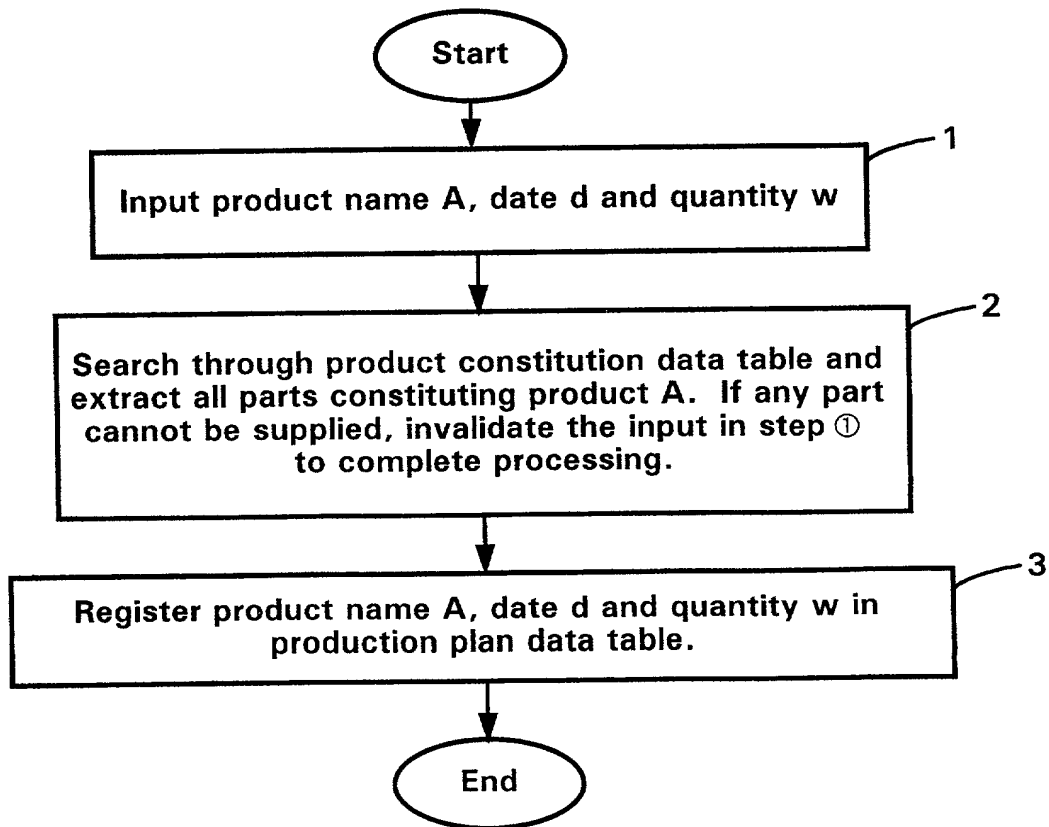 Start
1
Input product name A, date d and quantity w
2
Search through product constitution data table and
extract all parts constituting product A. If any part
cannot be supplied, invalidate the input in step ①
to complete processing.
3
Register product name A, date d and quantity w in
production plan data table.
End